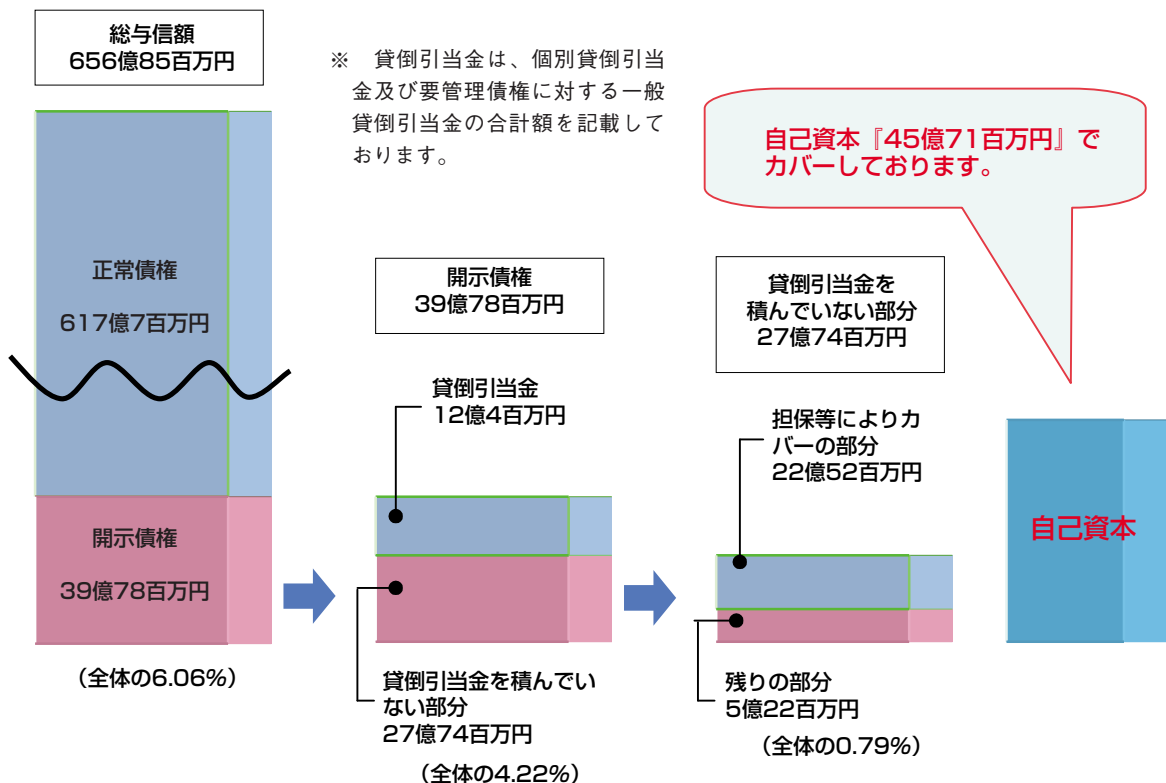 総与信額
656億85百万円
※　貸倒引当金は、個別貸倒引当
金及び要管理債権に対する一般
貸倒引当金の合計額を記載して
おります。
自己資本『45億71百万円』で
カバーしております。
正常債権
617億7百万円
開示債権
39億78百万円
（全体の6.06%）
開示債権
39億78百万円
貸倒引当金
12億4百万円
貸倒引当金を積んでい
ない部分
27億74百万円
（全体の4.22%）
貸倒引当金を
積んでいない部分
27億74百万円
担保等によりカ
バーの部分
22億52百万円
残りの部分
5億22百万円
（全体の0.79%）
自己資本